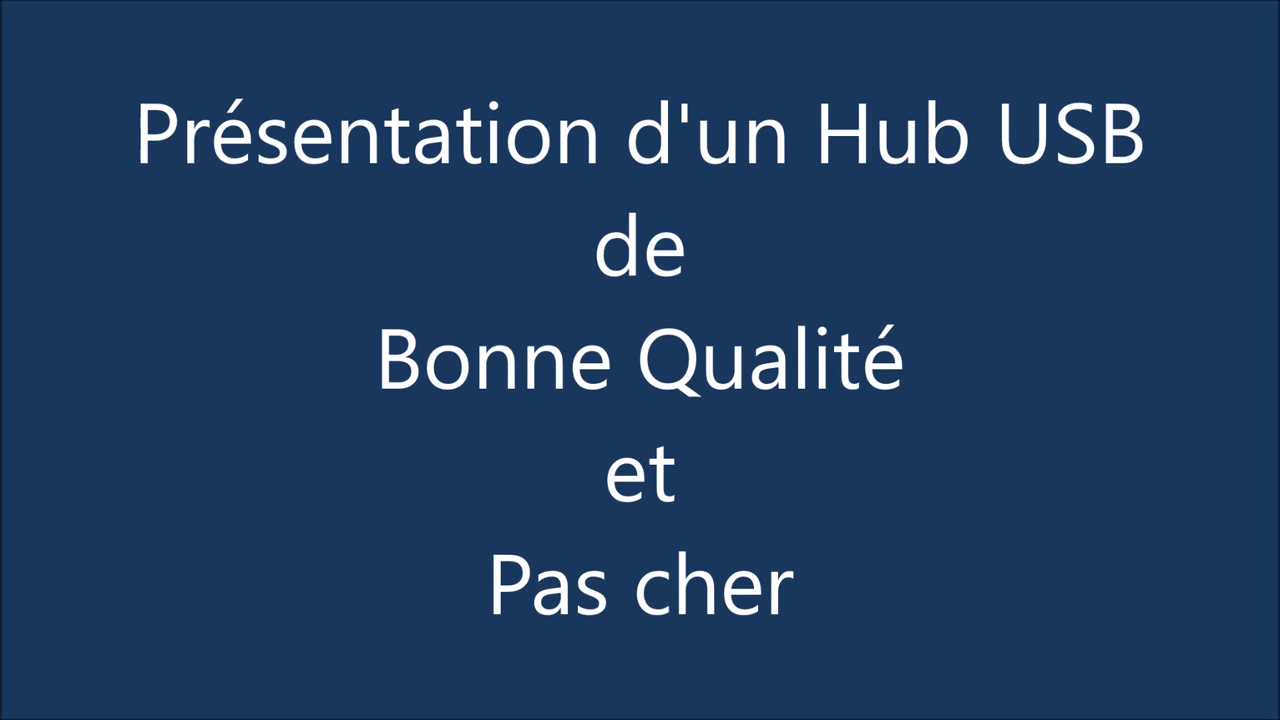 Présentation d'un Hub USB
de
Bonne Qualité
et
Pas cher